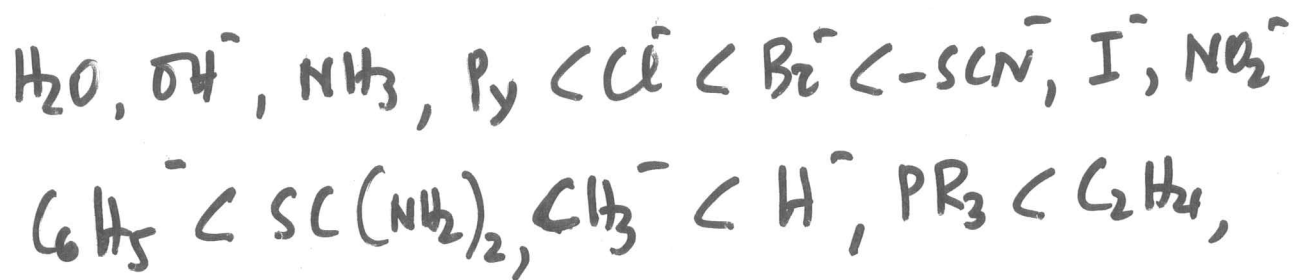 H₂O, OH⁻, NH₃, Py < Cl⁻ < Br⁻ < -SCN⁻, I⁻, NO₂⁻
C₆H₅⁻ < SC(NH₂)₂, CH₃⁻ < H⁻, PR₃ < C₂H₄,